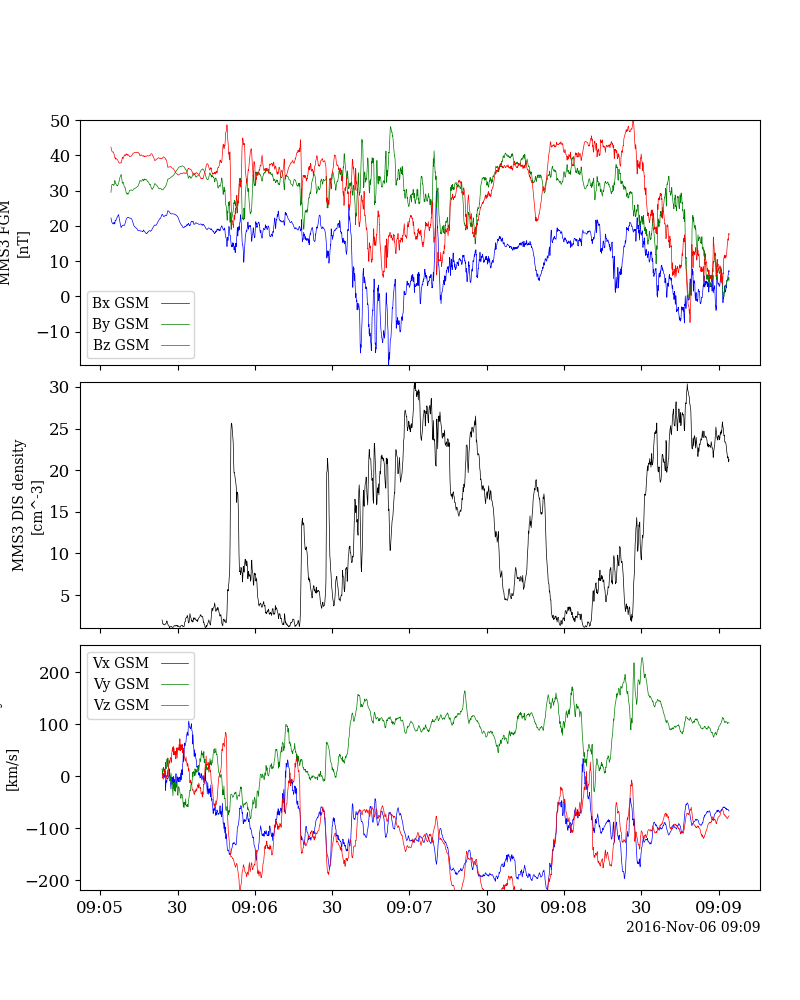 50
40
30
20
10
0
−10
MMS3 FGM
[nT]
Bx GSM
By GSM
Bz GSM
30
25
20
15
10
5
MMS3 DIS density
[cm^-3]
200
100
0
−100
−200
[km/s]
Vx GSM
Vy GSM
Vz GSM
09:05 30 09:06 30 09:07 30 09:08 30 09:09
2016-Nov-06 09:09